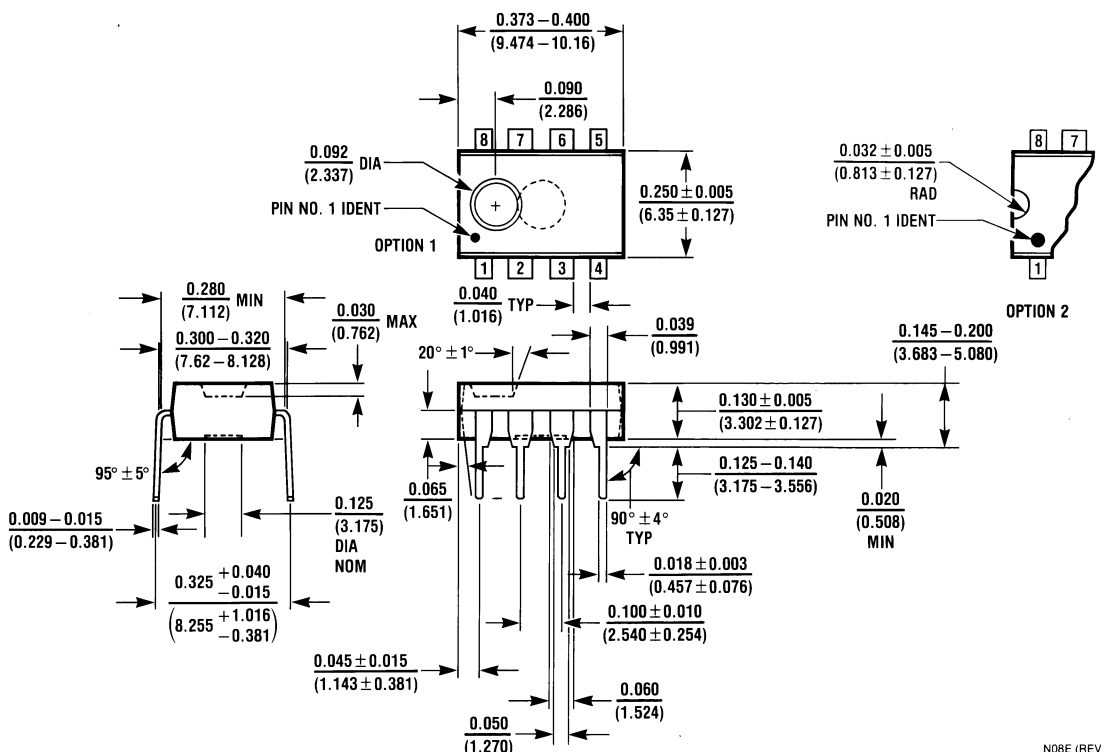 0.373 – 0.400
(9.474 – 10.16)
0.090
(2.286)
8 7 6 5
0.092 DIA
(2.337)
PIN NO. 1 IDENT
OPTION 1
0.250 ± 0.005
(6.35 ± 0.127)
1 2 3 4
8 7
0.032 ± 0.005
(0.813 ± 0.127)
RAD
PIN NO. 1 IDENT
1
OPTION 2
0.280 MIN
(7.112)
0.300 – 0.320
(7.62 – 8.128)
0.030 MAX
(0.762)
0.040 TYP
(1.016)
0.039
(0.991)
20° ± 1°
0.145 – 0.200
(3.683 – 5.080)
0.130 ± 0.005
(3.302 ± 0.127)
95° ± 5°
0.065
(1.651)
0.125 – 0.140
(3.175 – 3.556)
0.020
(0.508)
MIN
90° ± 4°
TYP
0.009 – 0.015
(0.229 – 0.381)
0.125
(3.175)
DIA
NOM
0.018 ± 0.003
(0.457 ± 0.076)
0.325 +0.040
–0.015
(8.255 +1.016
–0.381)
0.100 ± 0.010
(2.540 ± 0.254)
0.045 ± 0.015
(1.143 ± 0.381)
0.060
(1.524)
0.050
(1.270)
N08E (REV